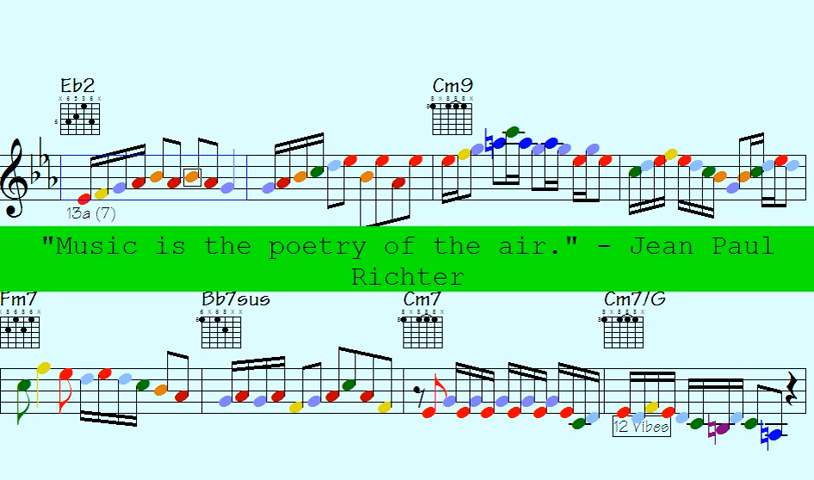 Eb2
Cm9
13a (7)
"Music is the poetry of the air." - Jean Paul
Richter
Fm7
Bb7sus
Cm7
Cm7/G
12 Vibes